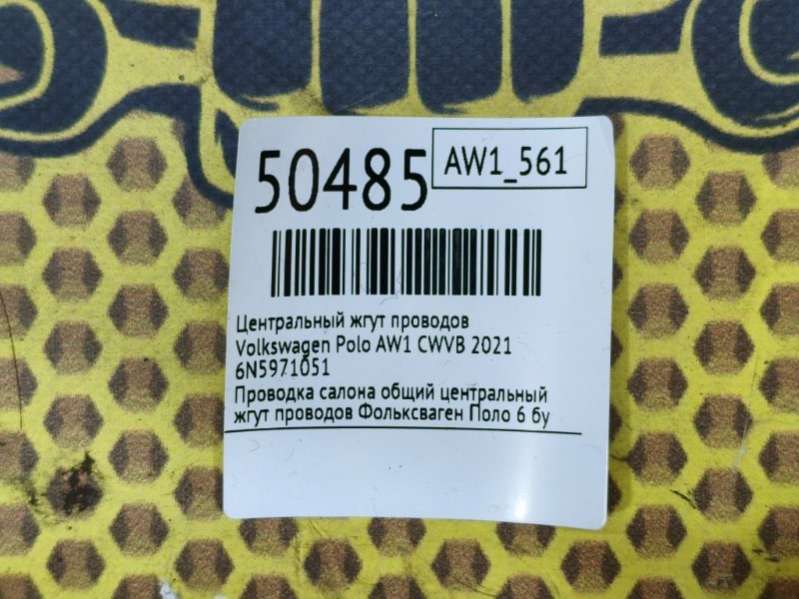 50485
AW1_561
Центральный жгут проводов
Volkswagen Polo AW1 CWVB 2021
6N5971051
Проводка салона общий центральный
жгут проводов Фольксваген Поло 6 бу